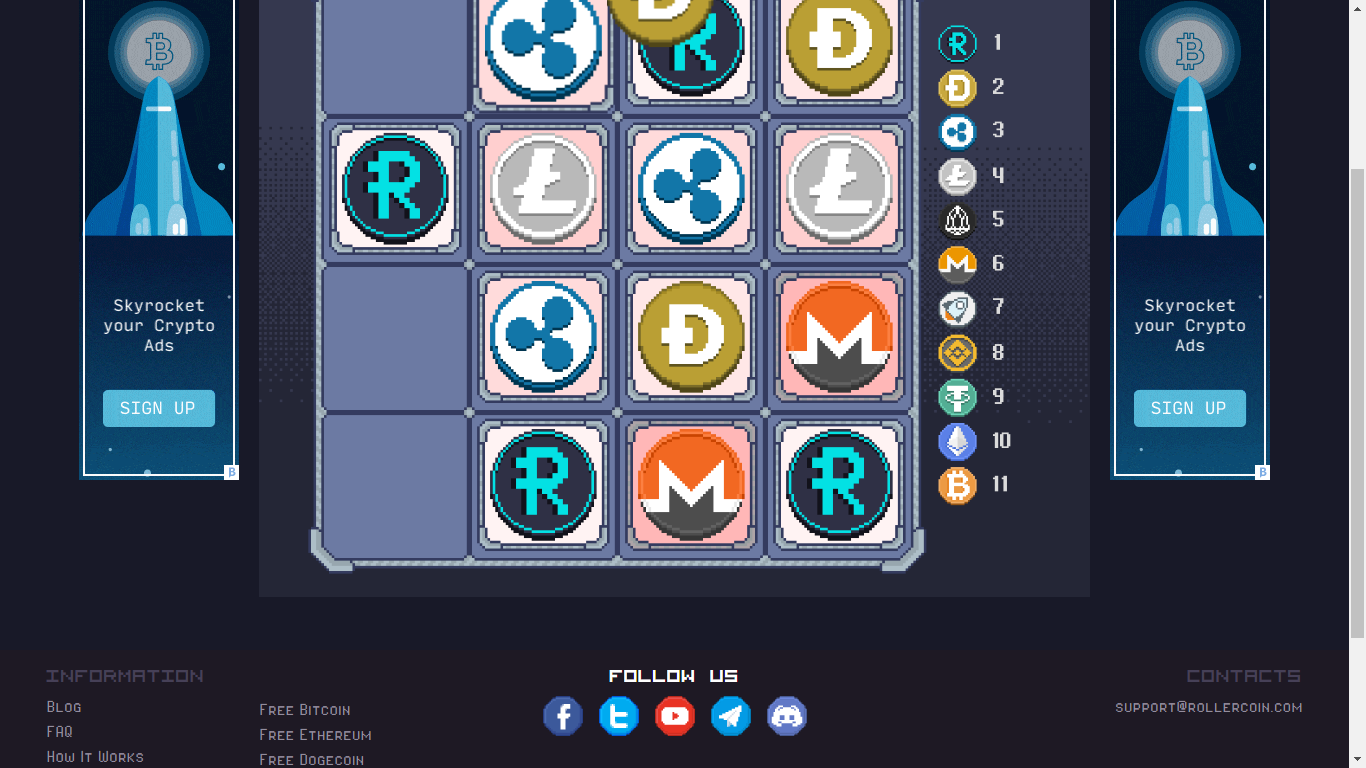 1
2
3
4
5
6
7
8
9
10
11
Skyrocket
your Crypto
Ads
SIGN UP
Skyrocket
your Crypto
Ads
SIGN UP
INFORMATION
Blog
FAQ
How It Works
Free Bitcoin
Free Ethereum
Free Dogecoin
FOLLOW US
CONTACTS
support@rollercoin.com